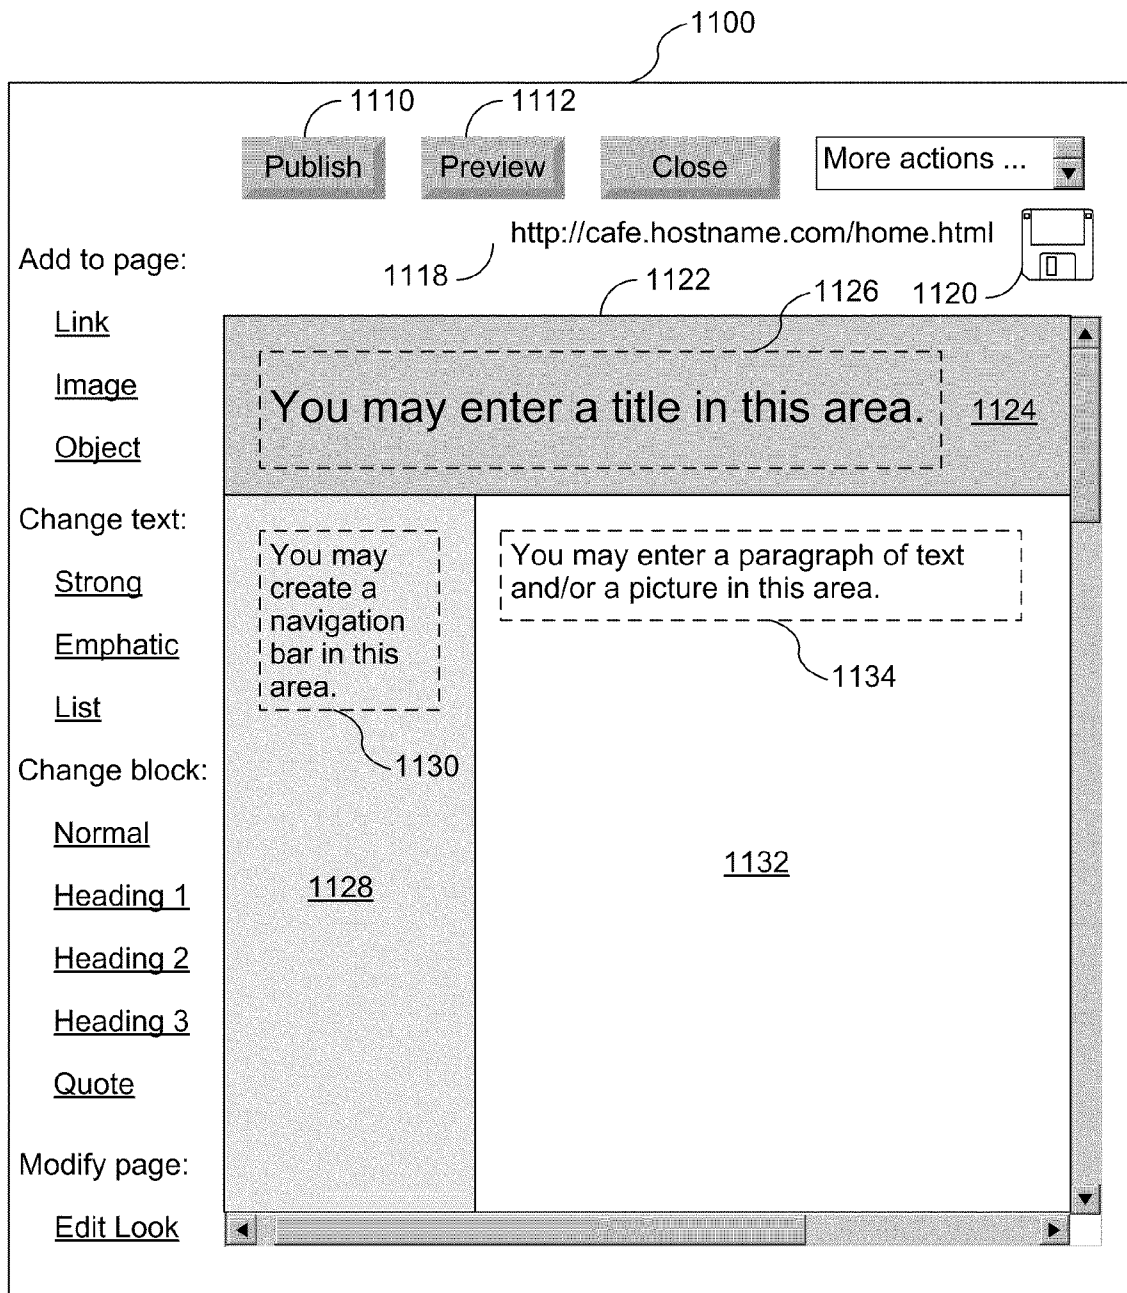 1100
1110
1112
Publish
Preview
Close
More actions ...
http://cafe.hostname.com/home.html
1118
1120
1122
1126
Add to page:
Link
Image
Object
Change text:
Strong
Emphatic
List
Change block:
Normal
Heading 1
Heading 2
Heading 3
Quote
Modify page:
Edit Look
You may enter a title in this area.
1124
You may
create a
navigation
bar in this
area.
1130
1128
You may enter a paragraph of text
and/or a picture in this area.
1134
1132